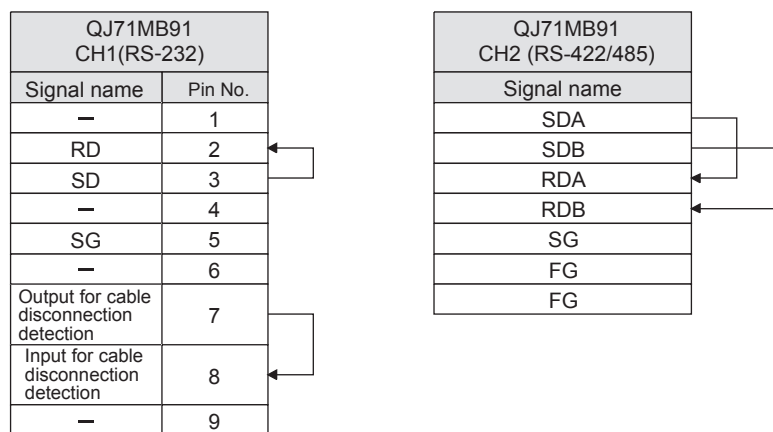 QJ71MB91
CH1(RS-232)
Signal name Pin No.
– 1
RD 2
SD 3
– 4
SG 5
– 6
Output for cable
disconnection
detection
7
Input for cable
disconnection
detection
8
– 9
QJ71MB91
CH2 (RS-422/485)
Signal name
SDA
SDB
RDA
RDB
SG
FG
FG